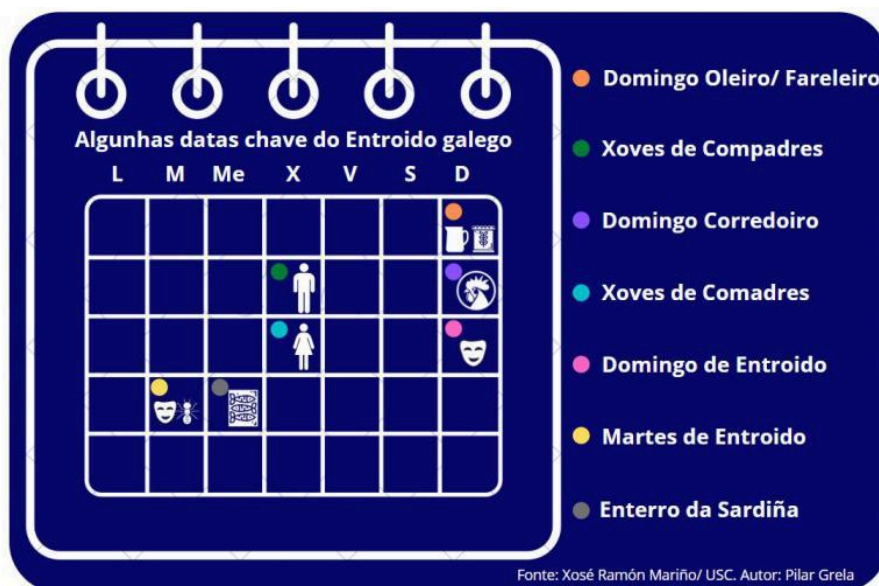 Algunhas datas chave do Entroido galego
L M Me X V S D
Domingo Oleiro/ Fareleiro
Xoves de Compadres
Domingo Corredoiro
Xoves de Comadres
Domingo de Entroido
Martes de Entroido
Enterro da Sardiña
Fonte: Xosé Ramón Mariño/ USC. Autor: Pilar Grela